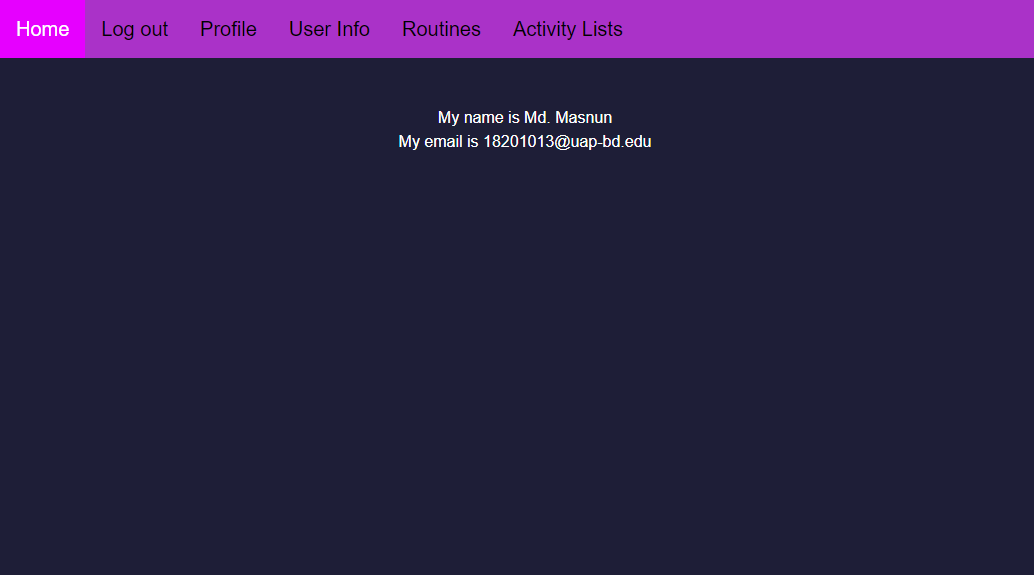 Home Log out Profile User Info Routines Activity Lists
My name is Md. Masnun
My email is 18201013@uap-bd.edu